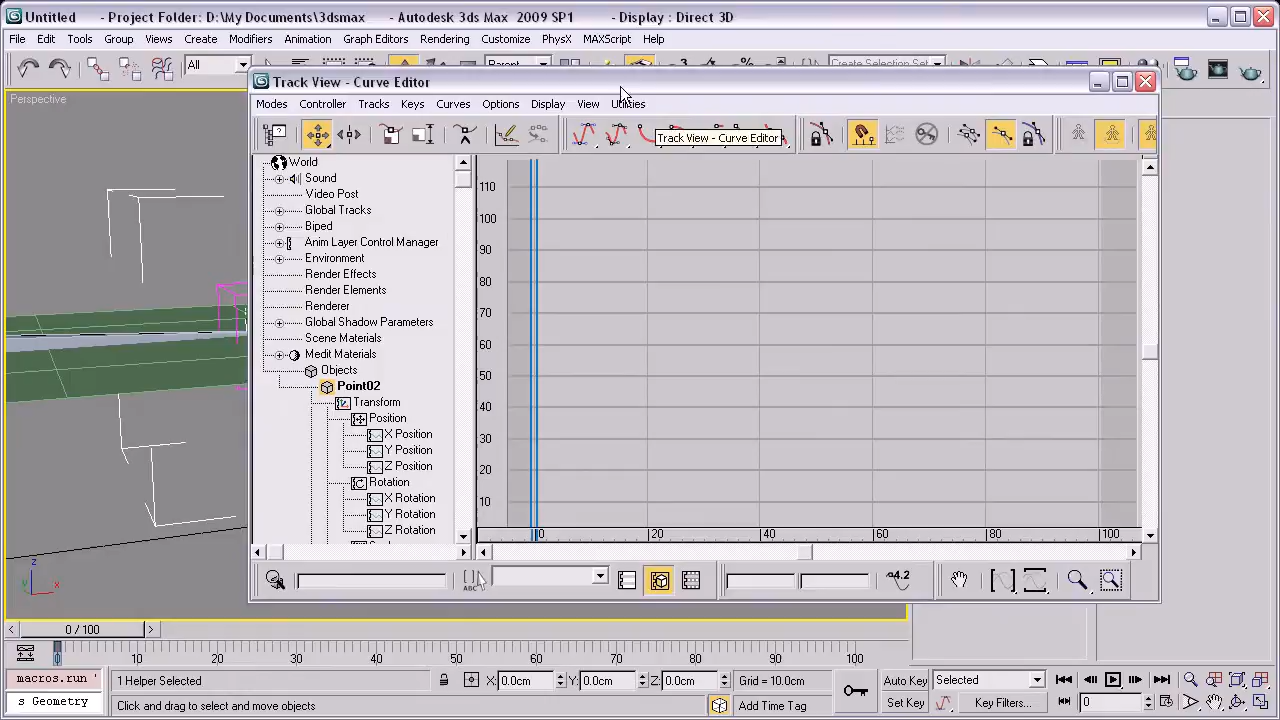 Untitled - Project Folder: D:\My Documents\3dsmax - Autodesk 3ds Max 2009 SP1 - Display : Direct 3D
File Edit Tools Group Views Create Modifiers Animation Graph Editors Rendering Customize PhysX MAXScript Help
All
Perspective
Track View - Curve Editor
Modes Controller Tracks Keys Curves Options Display View Utilities
Track View - Curve Editor
World
Sound
Video Post
Global Tracks
Biped
Anim Layer Control Manager
Environment
Render Effects
Render Elements
Renderer
Global Shadow Parameters
Scene Materials
Medit Materials
Objects
Point02
Transform
Position
X Position
Y Position
Z Position
Rotation
X Rotation
Y Rotation
Z Rotation
110
100
90
80
70
60
50
40
30
20
10
0 20 40 60 80 100
ABC
4.2
z
y
x
0 / 100
0 10 20 30 40 50 60 70 80 90 100
macros.run '
s Geometry
1 Helper Selected
X: 0.0cm Y: 0.0cm Z: 0.0cm
Grid = 10.0cm
Auto Key
Selected
Click and drag to select and move objects
Add Time Tag
Set Key
Key Filters...
0